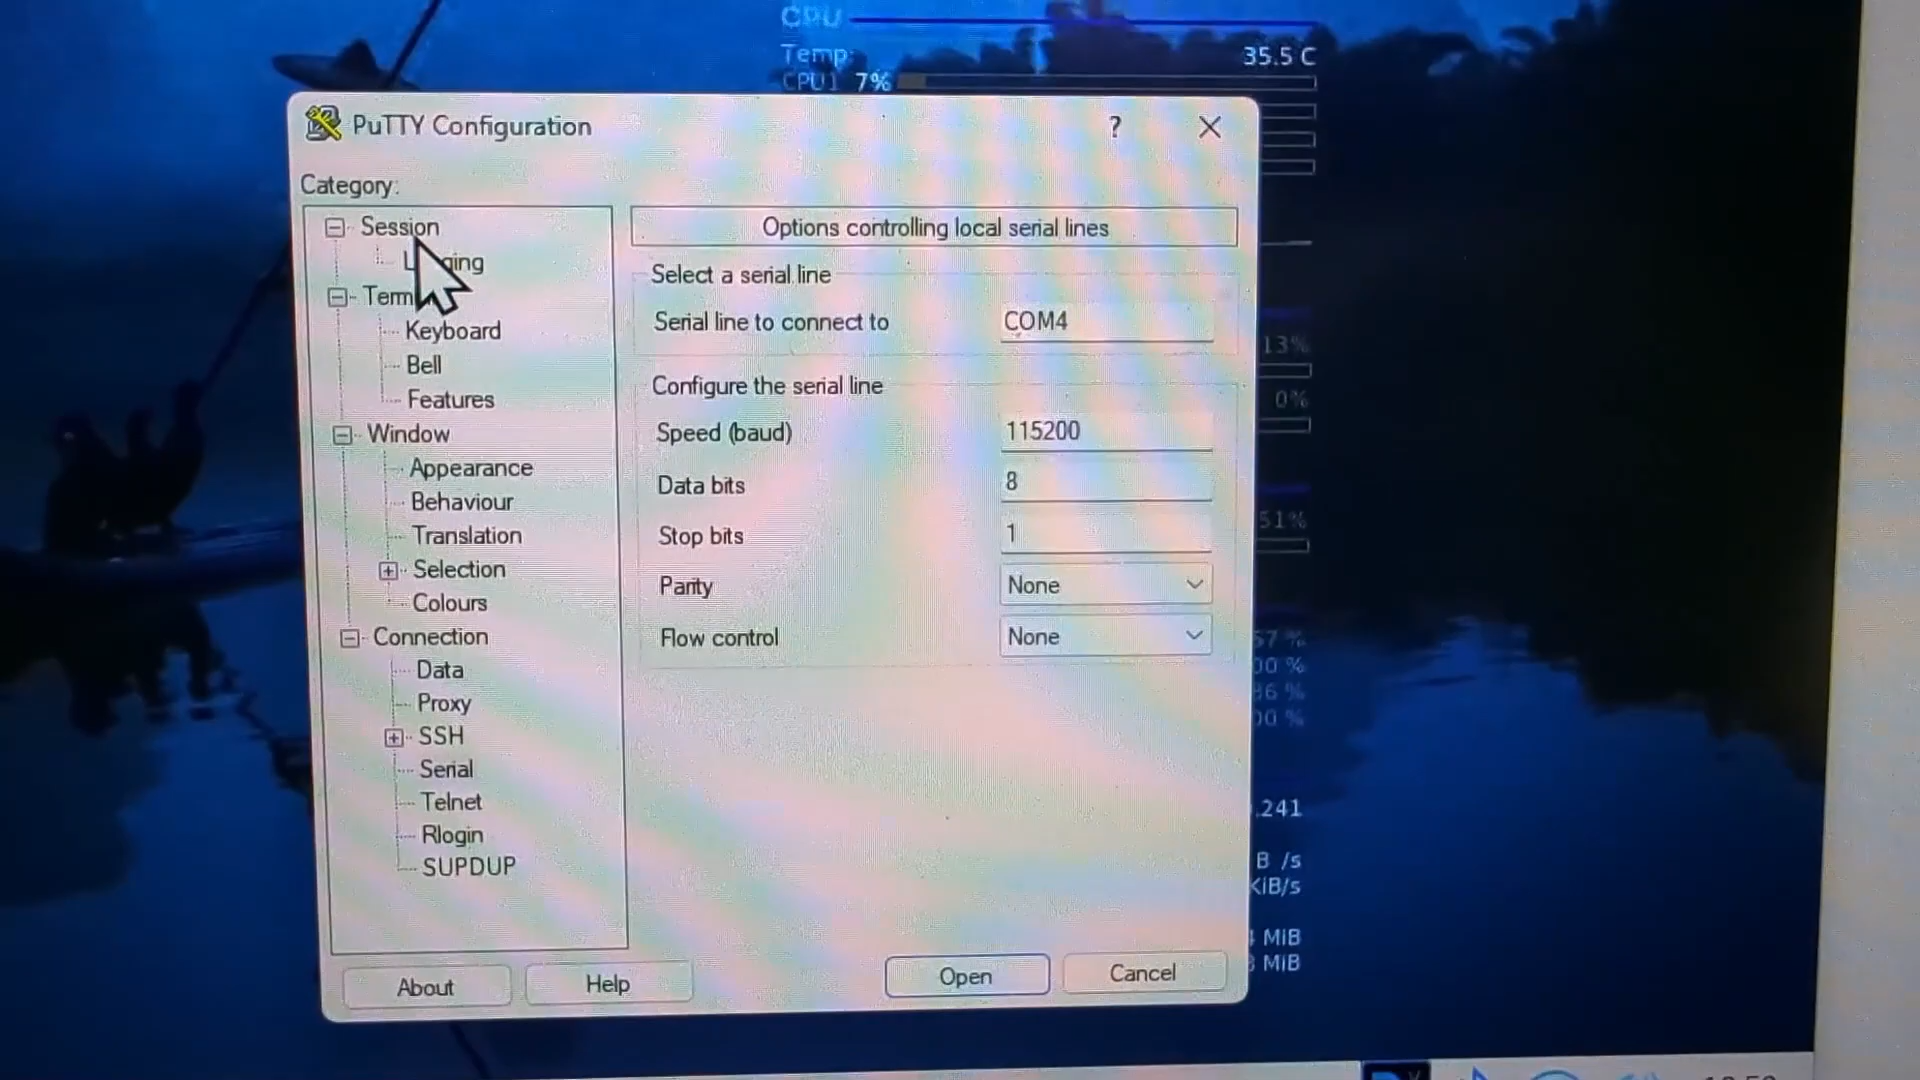 CPU
Temp: 35.5 C
CPU1 7%
PuTTY Configuration ? X
Category:
Session
Terminal
Keyboard
Bell
Features
Window
Appearance
Behaviour
Translation
Selection
Colours
Connection
Data
Proxy
SSH
Serial
Telnet
Rlogin
SUPDUP
Options controlling local serial lines
Select a serial line
Serial line to connect to COM4
Configure the serial line
Speed (baud) 115200
Data bits 8
Stop bits 1
Parity None
Flow control None
About
Help
Open
Cancel
13%
0%
51%
.241
B /s
KiB/s
MiB
MiB